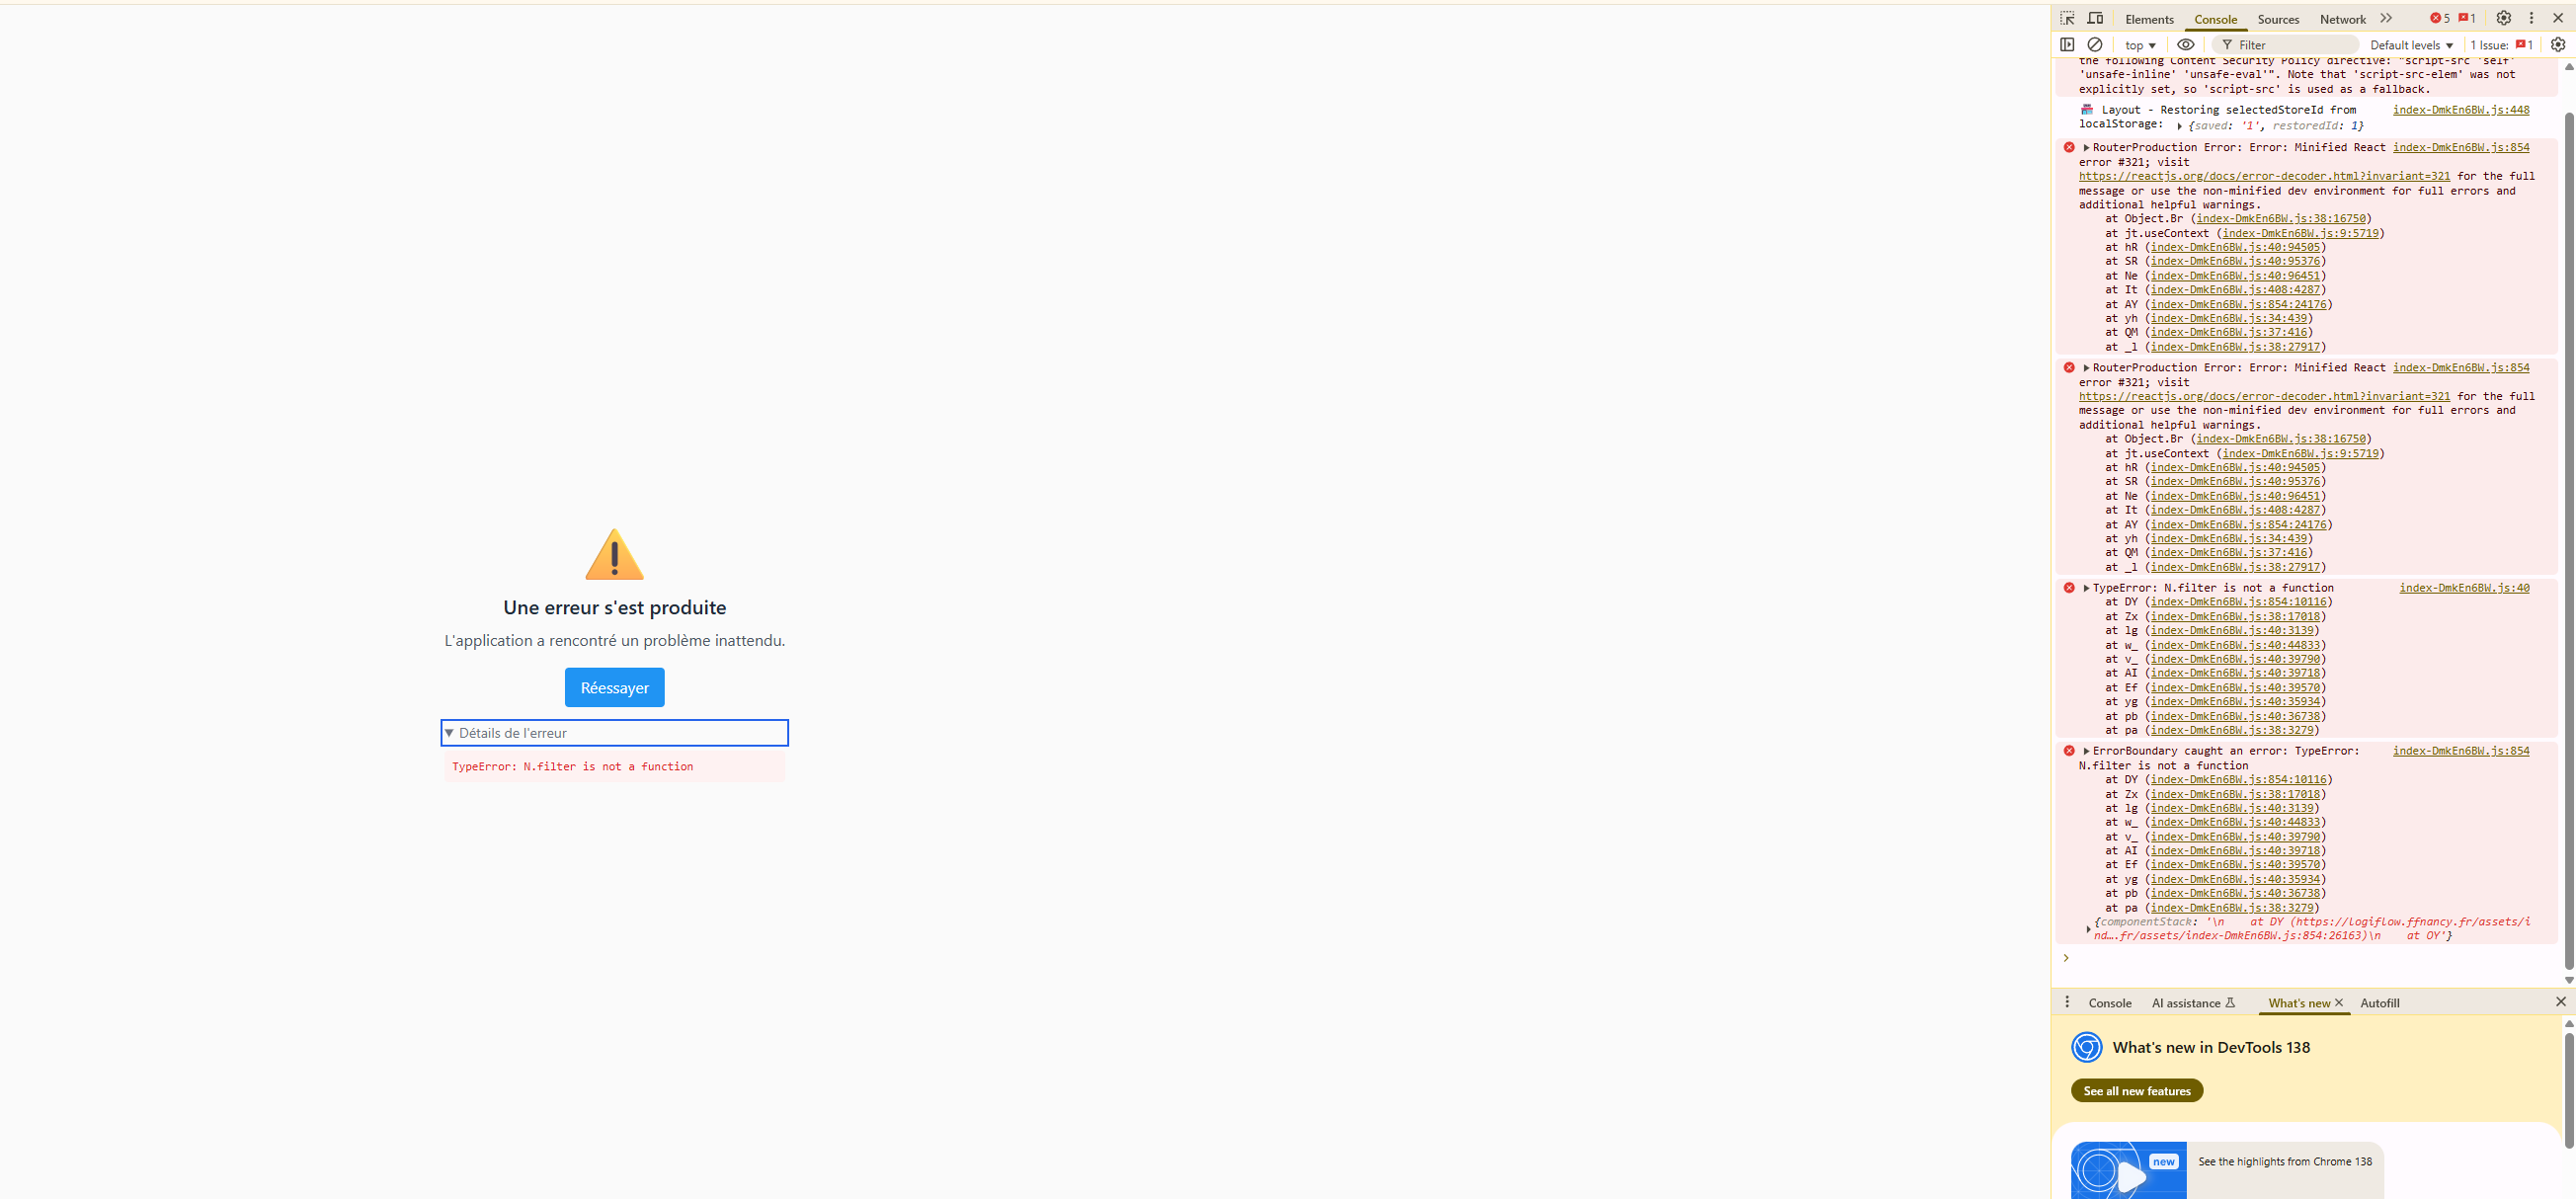 Une erreur s'est produite
L'application a rencontré un problème inattendu.
Réessayer
▼ Détails de l'erreur
TypeError: N.filter is not a function
Elements Console Sources Network 5 1
top Filter Default levels 1 Issue: 1
the following Content Security Policy directive: "script-src 'self'
'unsafe-inline' 'unsafe-eval'". Note that 'script-src-elem' was not
explicitly set, so 'script-src' is used as a fallback.
Layout - Restoring selectedStoreId from index-DmkEn6BW.js:448
localStorage: {saved: '1', restoredId: 1}
RouterProduction Error: Error: Minified React index-DmkEn6BW.js:854
error #321; visit
https://reactjs.org/docs/error-decoder.html?invariant=321 for the full
message or use the non-minified dev environment for full errors and
additional helpful warnings.
at Object.Br (index-DmkEn6BW.js:38:16750)
at jt.useContext (index-DmkEn6BW.js:9:5719)
at hR (index-DmkEn6BW.js:40:94505)
at SR (index-DmkEn6BW.js:40:95376)
at Ne (index-DmkEn6BW.js:40:96451)
at It (index-DmkEn6BW.js:408:4287)
at AY (index-DmkEn6BW.js:854:24176)
at yh (index-DmkEn6BW.js:34:439)
at QM (index-DmkEn6BW.js:37:416)
at _l (index-DmkEn6BW.js:38:27917)
RouterProduction Error: Error: Minified React index-DmkEn6BW.js:854
error #321; visit
https://reactjs.org/docs/error-decoder.html?invariant=321 for the full
message or use the non-minified dev environment for full errors and
additional helpful warnings.
at Object.Br (index-DmkEn6BW.js:38:16750)
at jt.useContext (index-DmkEn6BW.js:9:5719)
at hR (index-DmkEn6BW.js:40:94505)
at SR (index-DmkEn6BW.js:40:95376)
at Ne (index-DmkEn6BW.js:40:96451)
at It (index-DmkEn6BW.js:408:4287)
at AY (index-DmkEn6BW.js:854:24176)
at yh (index-DmkEn6BW.js:34:439)
at QM (index-DmkEn6BW.js:37:416)
at _l (index-DmkEn6BW.js:38:27917)
TypeError: N.filter is not a function index-DmkEn6BW.js:40
at DY (index-DmkEn6BW.js:854:10116)
at Zx (index-DmkEn6BW.js:38:17018)
at lg (index-DmkEn6BW.js:40:3139)
at w_ (index-DmkEn6BW.js:40:44833)
at v_ (index-DmkEn6BW.js:40:39790)
at AI (index-DmkEn6BW.js:40:39718)
at Ef (index-DmkEn6BW.js:40:39570)
at yg (index-DmkEn6BW.js:40:35934)
at pb (index-DmkEn6BW.js:40:36738)
at pa (index-DmkEn6BW.js:38:3279)
ErrorBoundary caught an error: TypeError: index-DmkEn6BW.js:854
N.filter is not a function
at DY (index-DmkEn6BW.js:854:10116)
at Zx (index-DmkEn6BW.js:38:17018)
at lg (index-DmkEn6BW.js:40:3139)
at w_ (index-DmkEn6BW.js:40:44833)
at v_ (index-DmkEn6BW.js:40:39790)
at AI (index-DmkEn6BW.js:40:39718)
at Ef (index-DmkEn6BW.js:40:39570)
at yg (index-DmkEn6BW.js:40:35934)
at pb (index-DmkEn6BW.js:40:36738)
at pa (index-DmkEn6BW.js:38:3279)
{componentStack: '\n    at DY (https://logiflow.ffnancy.fr/assets/i
nd….fr/assets/index-DmkEn6BW.js:854:26163)\n    at OY'}
Console AI assistance What's new Autofill
What's new in DevTools 138
See all new features
new See the highlights from Chrome 138